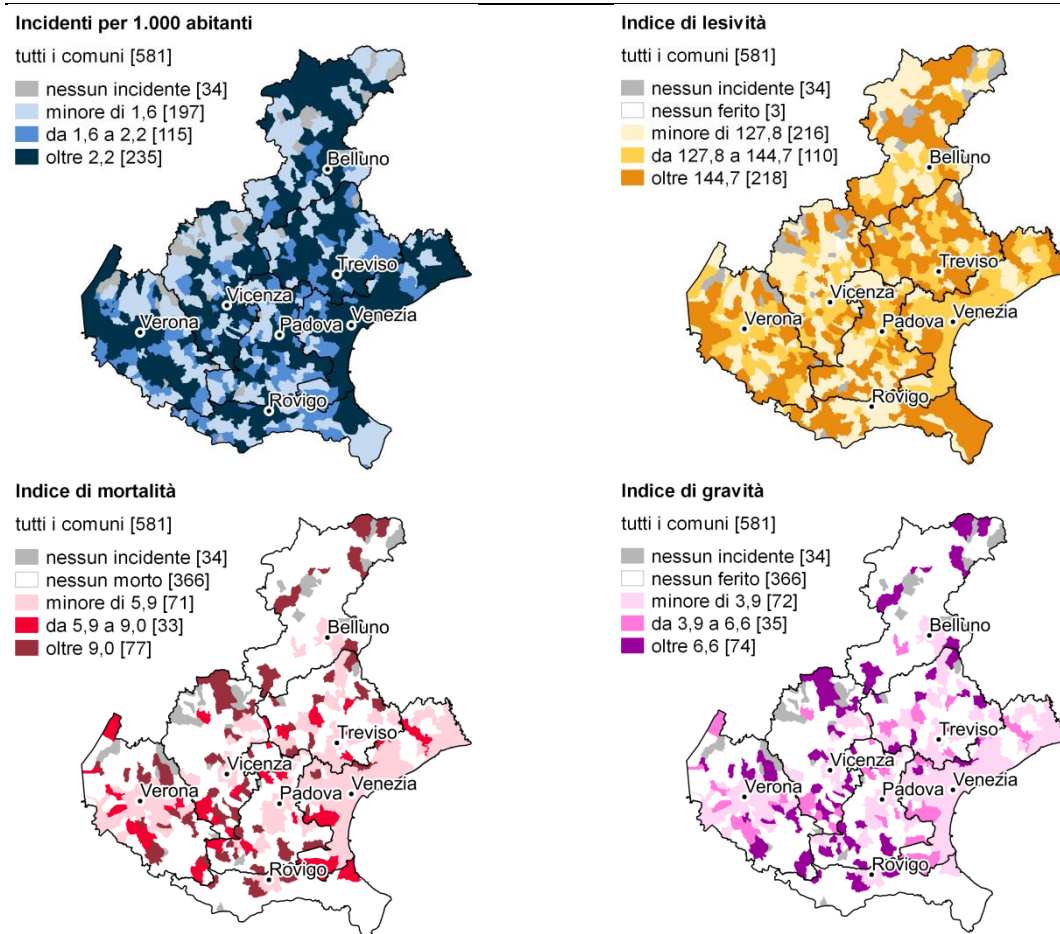 Incidenti per 1.000 abitanti
tutti i comuni [581]
nessun incidente [34]
minore di 1,6 [197]
da 1,6 a 2,2 [115]
oltre 2,2 [235]
Belluno
Treviso
Vicenza
Verona
Padova
Venezia
Rovigo
Indice di lesività
tutti i comuni [581]
nessun incidente [34]
nessun ferito [3]
minore di 127,8 [216]
da 127,8 a 144,7 [110]
oltre 144,7 [218]
Belluno
Treviso
Vicenza
Verona
Padova
Venezia
Rovigo
Indice di mortalità
tutti i comuni [581]
nessun incidente [34]
nessun morto [366]
minore di 5,9 [71]
da 5,9 a 9,0 [33]
oltre 9,0 [77]
Belluno
Treviso
Vicenza
Verona
Padova
Venezia
Rovigo
Indice di gravità
tutti i comuni [581]
nessun incidente [34]
nessun ferito [366]
minore di 3,9 [72]
da 3,9 a 6,6 [35]
oltre 6,6 [74]
Belluno
Treviso
Vicenza
Verona
Padova
Venezia
Rovigo